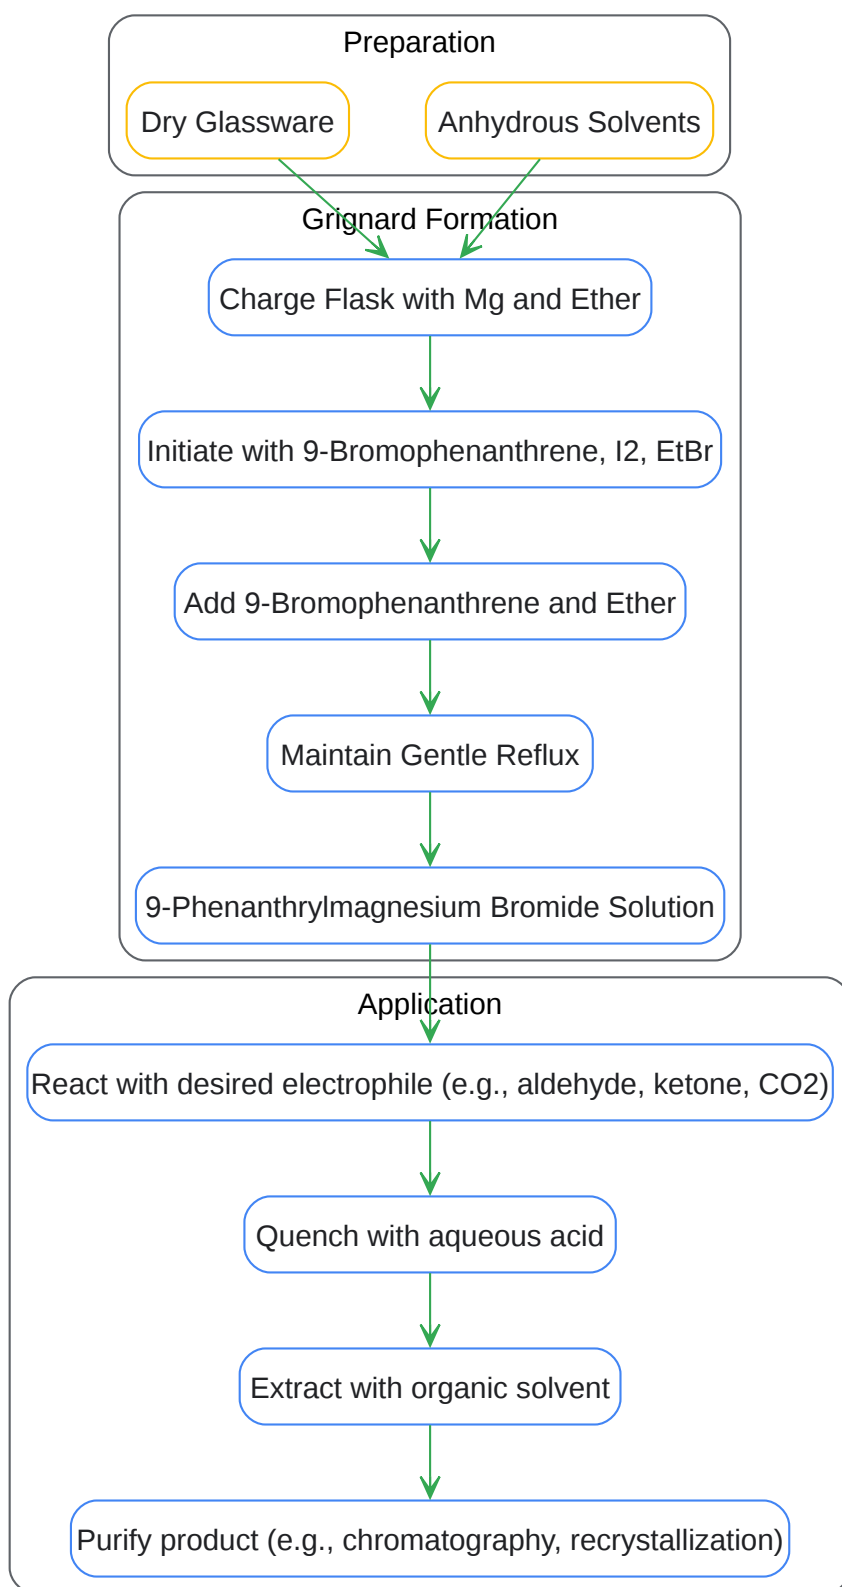 Preparation
Dry Glassware
Anhydrous Solvents
Grignard Formation
Charge Flask with Mg and Ether
Initiate with 9-Bromophenanthrene, I2, EtBr
Add 9-Bromophenanthrene and Ether
Maintain Gentle Reflux
9-Phenanthrylmagnesium Bromide Solution
Application
React with desired electrophile (e.g., aldehyde, ketone, CO2)
Quench with aqueous acid
Extract with organic solvent
Purify product (e.g., chromatography, recrystallization)